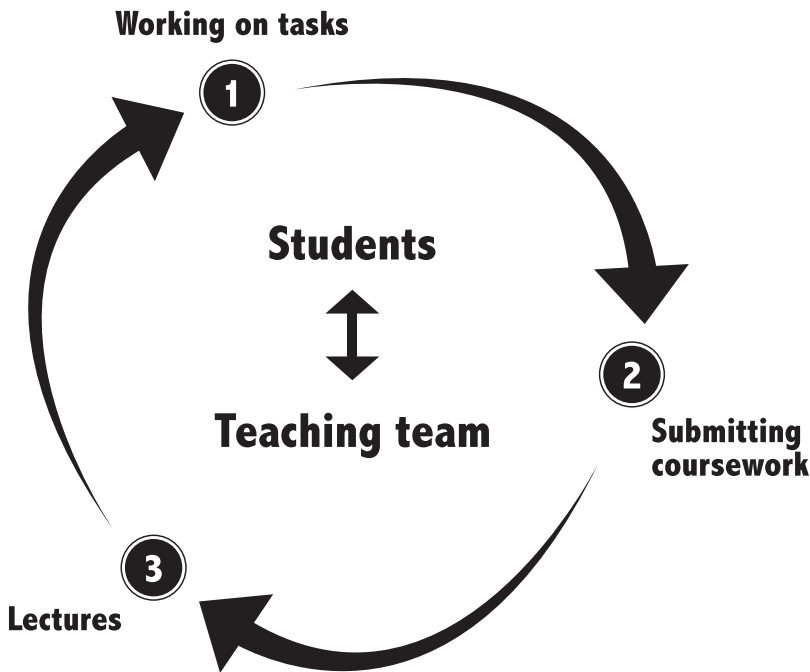 Working on tasks
1
Students
2
Teaching team
Submitting
coursework
3
Lectures